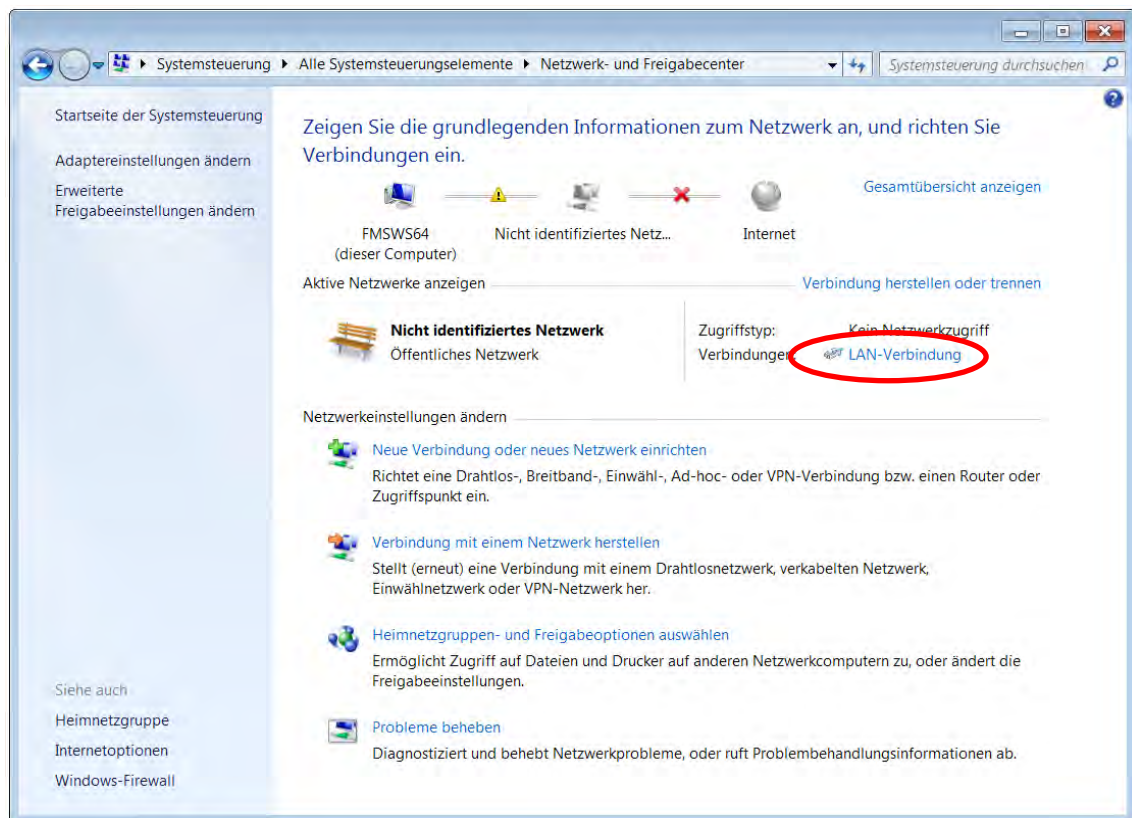 Systemsteuerung ▸ Alle Systemsteuerungselemente ▸ Netzwerk- und Freigabecenter
Systemsteuerung durchsuchen
Startseite der Systemsteuerung
Adaptereinstellungen ändern
Erweiterte
Freigabeeinstellungen ändern
Zeigen Sie die grundlegenden Informationen zum Netzwerk an, und richten Sie
Verbindungen ein.
Gesamtübersicht anzeigen
FMSWS64
(dieser Computer)
Nicht identifiziertes Netz...
Internet
Aktive Netzwerke anzeigen
Verbindung herstellen oder trennen
Nicht identifiziertes Netzwerk
Öffentliches Netzwerk
Zugriffstyp: Kein Netzwerkzugriff
Verbindungen: LAN-Verbindung
Netzwerkeinstellungen ändern
Neue Verbindung oder neues Netzwerk einrichten
Richtet eine Drahtlos-, Breitband-, Einwähl-, Ad-hoc- oder VPN-Verbindung bzw. einen Router oder
Zugriffspunkt ein.
Verbindung mit einem Netzwerk herstellen
Stellt (erneut) eine Verbindung mit einem Drahtlosnetzwerk, verkabelten Netzwerk,
Einwählnetzwerk oder VPN-Netzwerk her.
Heimnetzgruppen- und Freigabeoptionen auswählen
Ermöglicht Zugriff auf Dateien und Drucker auf anderen Netzwerkcomputern zu, oder ändert die
Freigabeeinstellungen.
Probleme beheben
Diagnostiziert und behebt Netzwerkprobleme, oder ruft Problembehandlungsinformationen ab.
Siehe auch
Heimnetzgruppe
Internetoptionen
Windows-Firewall